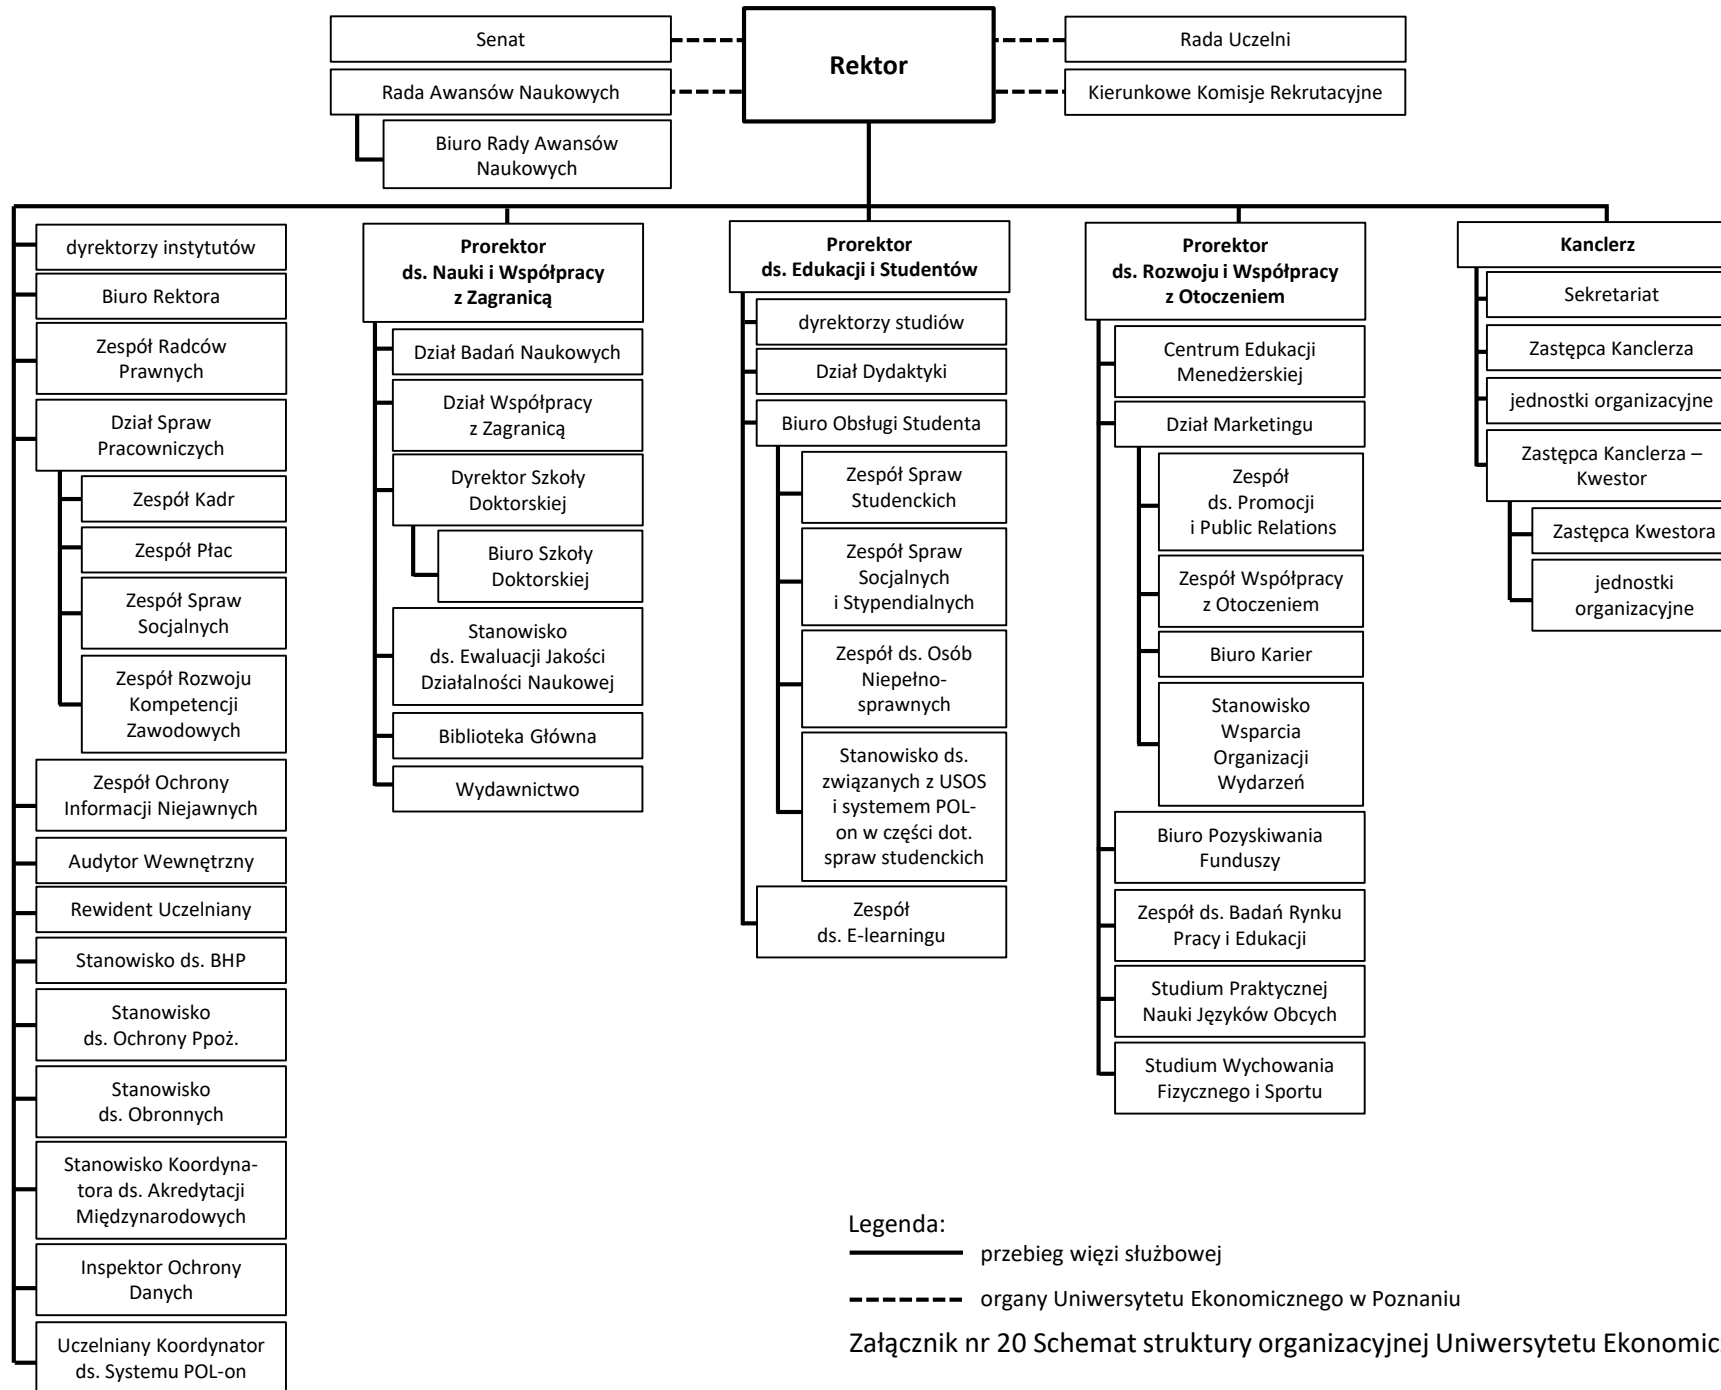 Senat
Rektor
Rada Uczelni
Rada Awansów Naukowych
Kierunkowe Komisje Rekrutacyjne
Biuro Rady Awansów
Naukowych
dyrektorzy instytutów
Biuro Rektora
Zespół Radców
Prawnych
Dział Spraw
Pracowniczych
Zespół Kadr
Zespół Płac
Zespół Spraw
Socjalnych
Zespół Rozwoju
Kompetencji
Zawodowych
Zespół Ochrony
Informacji Niejawnych
Audytor Wewnętrzny
Rewident Uczelniany
Stanowisko ds. BHP
Stanowisko
ds. Ochrony Ppoż.
Stanowisko
ds. Obronnych
Stanowisko Koordyna-
tora ds. Akredytacji
Międzynarodowych
Inspektor Ochrony
Danych
Uczelniany Koordynator
ds. Systemu POL-on
Prorektor
ds. Nauki i Współpracy
z Zagranicą
Dział Badań Naukowych
Dział Współpracy
z Zagranicą
Dyrektor Szkoły
Doktorskiej
Biuro Szkoły
Doktorskiej
Stanowisko
ds. Ewaluacji Jakości
Działalności Naukowej
Biblioteka Główna
Wydawnictwo
Prorektor
ds. Edukacji i Studentów
dyrektorzy studiów
Dział Dydaktyki
Biuro Obsługi Studenta
Zespół Spraw
Studenckich
Zespół Spraw
Socjalnych
i Stypendialnych
Zespół ds. Osób
Niepełno-
sprawnych
Stanowisko ds.
związanych z USOS
i systemem POL-
on w części dot.
spraw studenckich
Zespół
ds. E-learningu
Prorektor
ds. Rozwoju i Współpracy
z Otoczeniem
Centrum Edukacji
Menedżerskiej
Dział Marketingu
Zespół
ds. Promocji
i Public Relations
Zespół Współpracy
z Otoczeniem
Biuro Karier
Stanowisko
Wsparcia
Organizacji
Wydarzeń
Biuro Pozyskiwania
Funduszy
Zespół ds. Badań Rynku
Pracy i Edukacji
Studium Praktycznej
Nauki Języków Obcych
Studium Wychowania
Fizycznego i Sportu
Kanclerz
Sekretariat
Zastępca Kanclerza
jednostki organizacyjne
Zastępca Kanclerza –
Kwestor
Zastępca Kwestora
jednostki
organizacyjne
Legenda:
przebieg więzi służbowej
organy Uniwersytetu Ekonomicznego w Poznaniu
Załącznik nr 20 Schemat struktury organizacyjnej Uniwersytetu Ekonomic